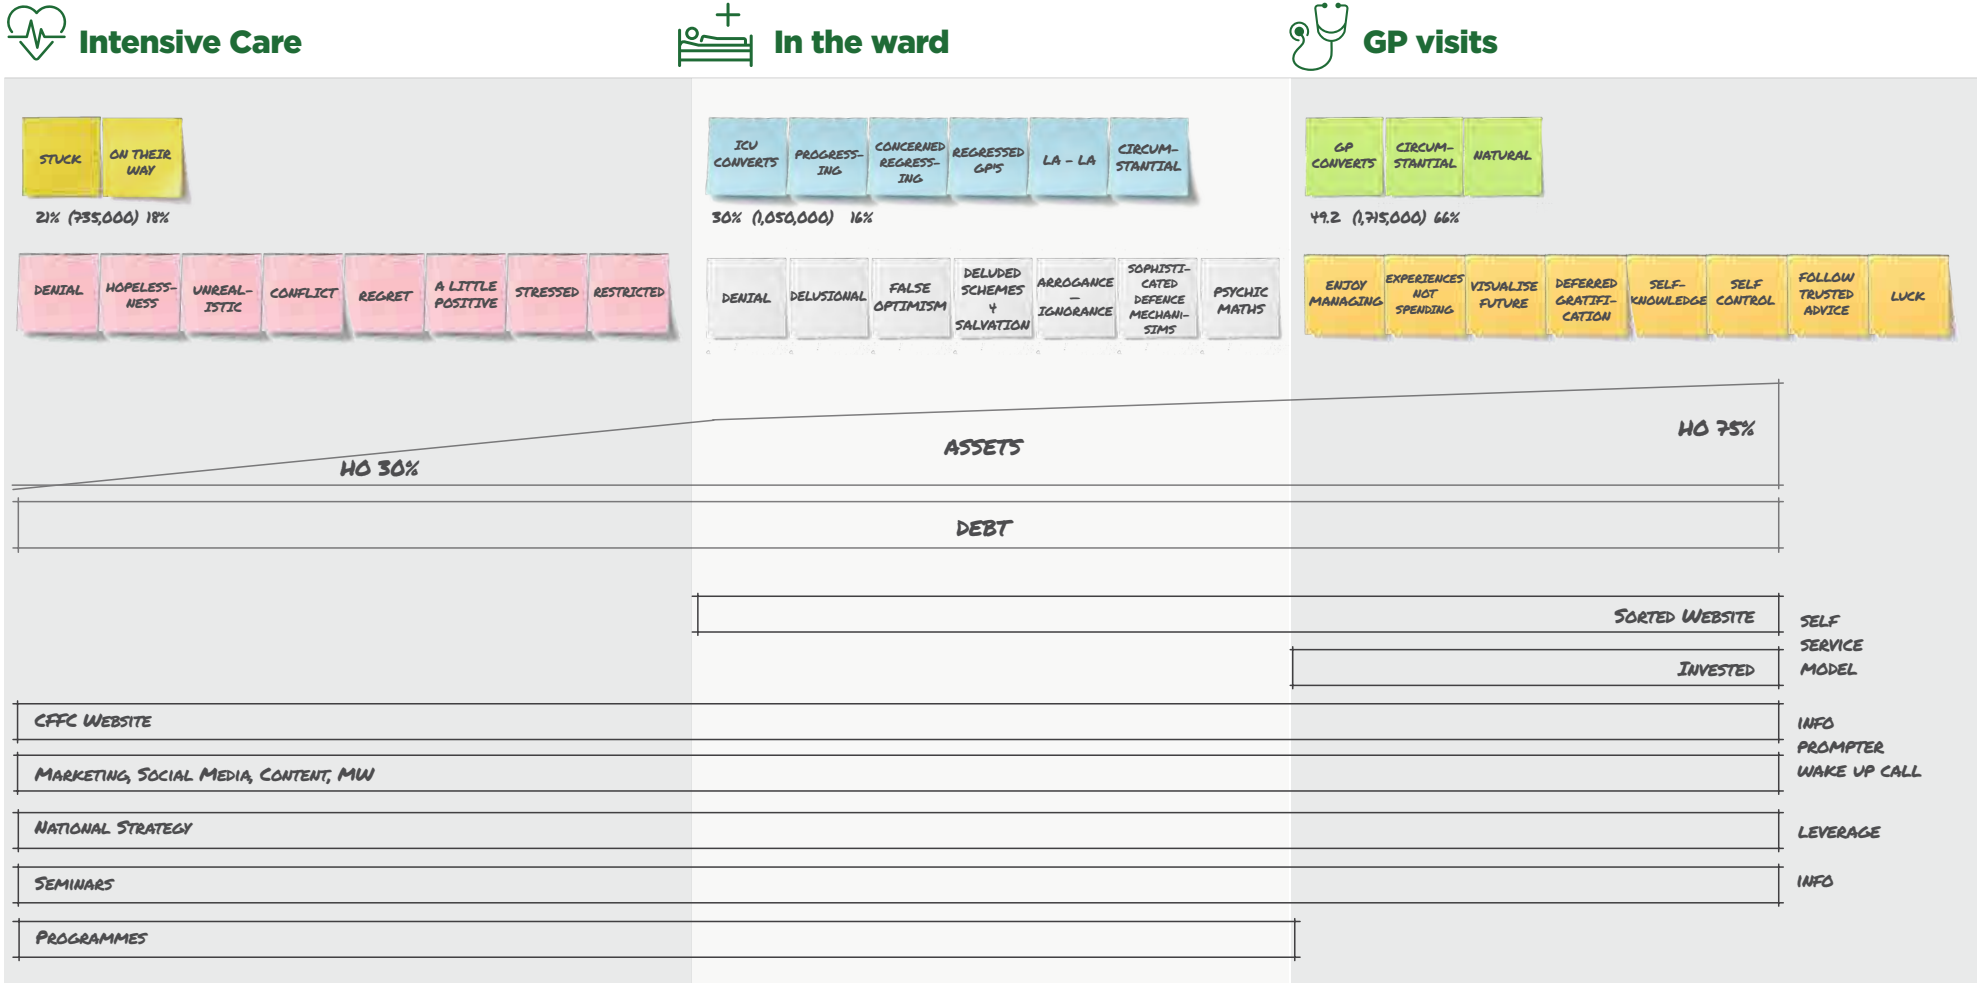 Intensive Care
In the ward
GP visits
STUCK
ON THEIR
WAY
ICU
CONVERTS
PROGRESS-
ING
CONCERNED
REGRESS-
ING
REGRESSED
GP'S
LA - LA
CIRCUM-
STANTIAL
GP
CONVERTS
CIRCUM-
STANTIAL
NATURAL
21% (735,000) 18%
30% (1,050,000) 16%
49.2 (1,715,000) 66%
DENIAL
HOPELESS-
NESS
UNREAL-
ISTIC
CONFLICT
REGRET
A LITTLE
POSITIVE
STRESSED
RESTRICTED
DENIAL
DELUSIONAL
FALSE
OPTIMISM
DELUDED
SCHEMES
4
SALVATION
ARROGANCE
–
IGNORANCE
SOPHISTI-
CATED
DEFENCE
MECHANI-
SIMS
PSYCHIC
MATHS
ENJOY
MANAGING
EXPERIENCES
NOT
SPENDING
VISUALISE
FUTURE
DEFERRED
GRATIFI-
CATION
SELF-
KNOWLEDGE
SELF
CONTROL
FOLLOW
TRUSTED
ADVICE
LUCK
HO 30%
ASSETS
HO 75%
DEBT
SORTED WEBSITE
INVESTED
SELF
SERVICE
MODEL
CFFC WEBSITE
MARKETING, SOCIAL MEDIA, CONTENT, MW
INFO
PROMPTER
WAKE UP CALL
NATIONAL STRATEGY
LEVERAGE
SEMINARS
INFO
PROGRAMMES